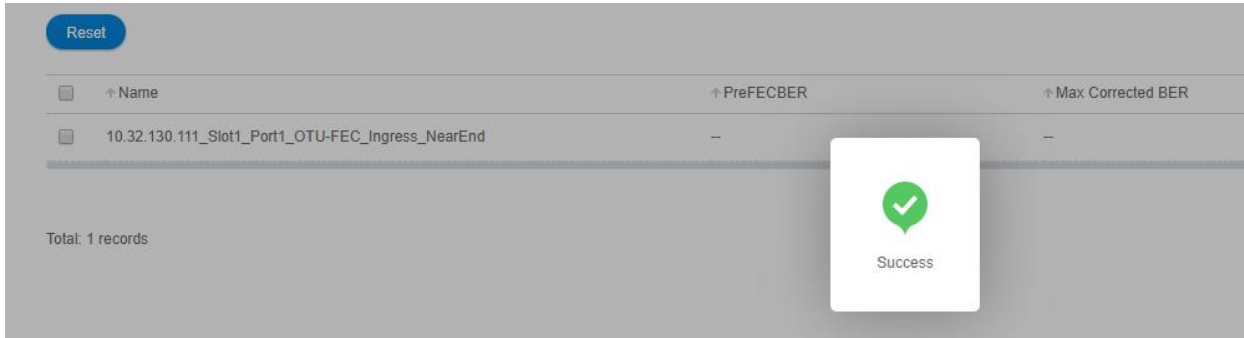 Reset
Name PreFECBER Max Corrected BER
10.32.130.111_Slot1_Port1_OTU-FEC_Ingress_NearEnd -- --
Total: 1 records
Success